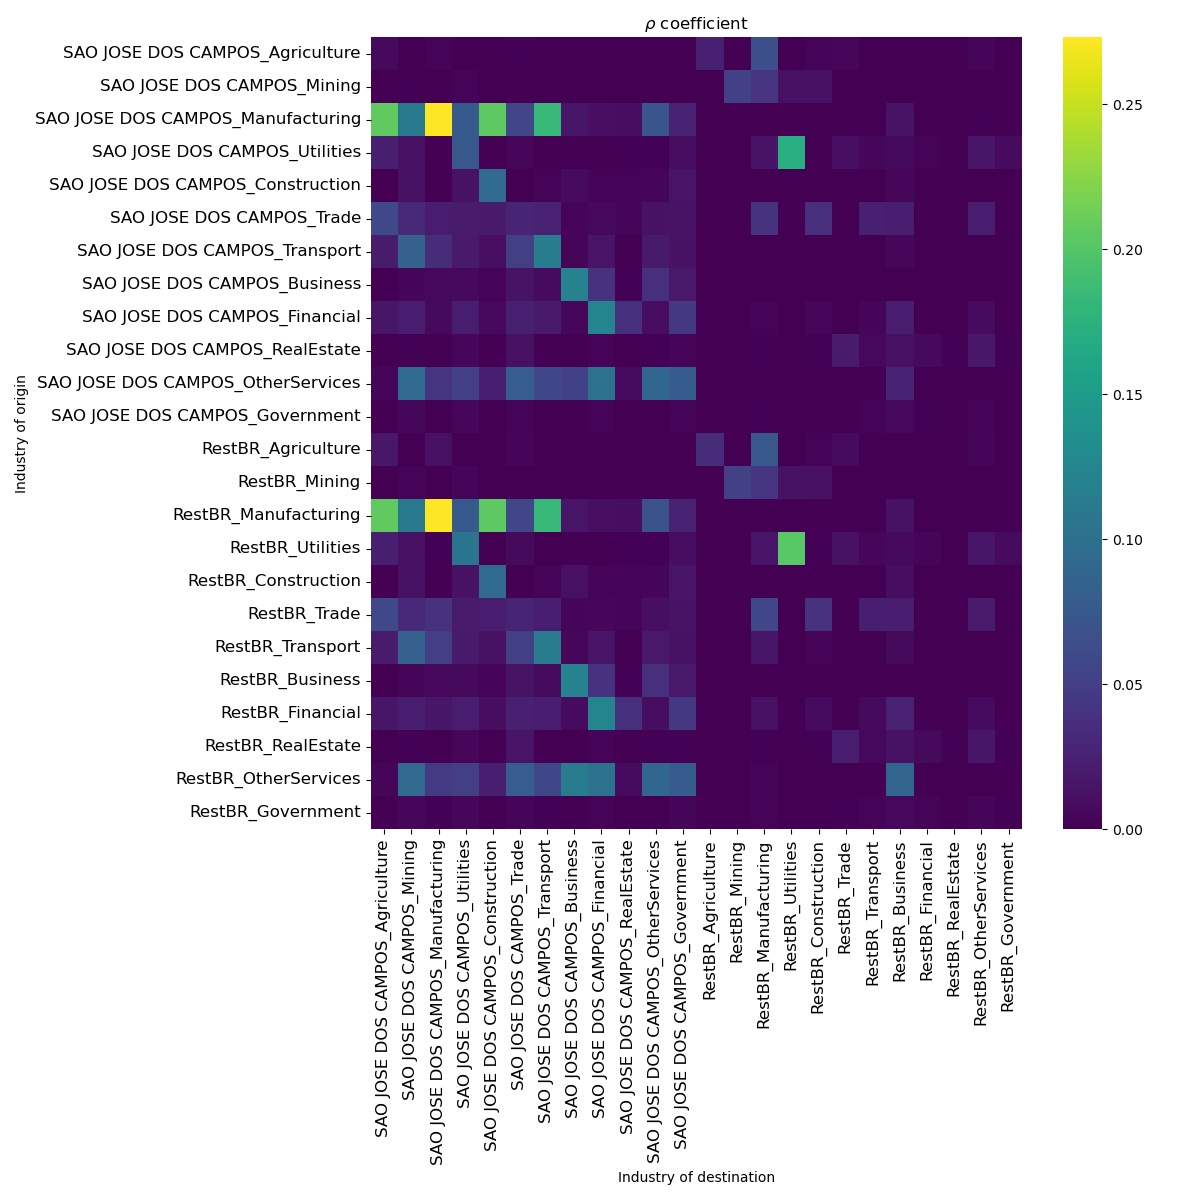 ρ coefficient
SAO JOSE DOS CAMPOS_Agriculture
SAO JOSE DOS CAMPOS_Mining
SAO JOSE DOS CAMPOS_Manufacturing
SAO JOSE DOS CAMPOS_Utilities
SAO JOSE DOS CAMPOS_Construction
SAO JOSE DOS CAMPOS_Trade
SAO JOSE DOS CAMPOS_Transport
SAO JOSE DOS CAMPOS_Business
SAO JOSE DOS CAMPOS_Financial
SAO JOSE DOS CAMPOS_RealEstate
SAO JOSE DOS CAMPOS_OtherServices
SAO JOSE DOS CAMPOS_Government
RestBR_Agriculture
RestBR_Mining
RestBR_Manufacturing
RestBR_Utilities
RestBR_Construction
RestBR_Trade
RestBR_Transport
RestBR_Business
RestBR_Financial
RestBR_RealEstate
RestBR_OtherServices
RestBR_Government
Industry of origin
SAO JOSE DOS CAMPOS_Agriculture
SAO JOSE DOS CAMPOS_Mining
SAO JOSE DOS CAMPOS_Manufacturing
SAO JOSE DOS CAMPOS_Utilities
SAO JOSE DOS CAMPOS_Construction
SAO JOSE DOS CAMPOS_Trade
SAO JOSE DOS CAMPOS_Transport
SAO JOSE DOS CAMPOS_Business
SAO JOSE DOS CAMPOS_Financial
SAO JOSE DOS CAMPOS_RealEstate
SAO JOSE DOS CAMPOS_OtherServices
SAO JOSE DOS CAMPOS_Government
RestBR_Agriculture
RestBR_Mining
RestBR_Manufacturing
RestBR_Utilities
RestBR_Construction
RestBR_Trade
RestBR_Transport
RestBR_Business
RestBR_Financial
RestBR_RealEstate
RestBR_OtherServices
RestBR_Government
Industry of destination
0.25
0.20
0.15
0.10
0.05
0.00